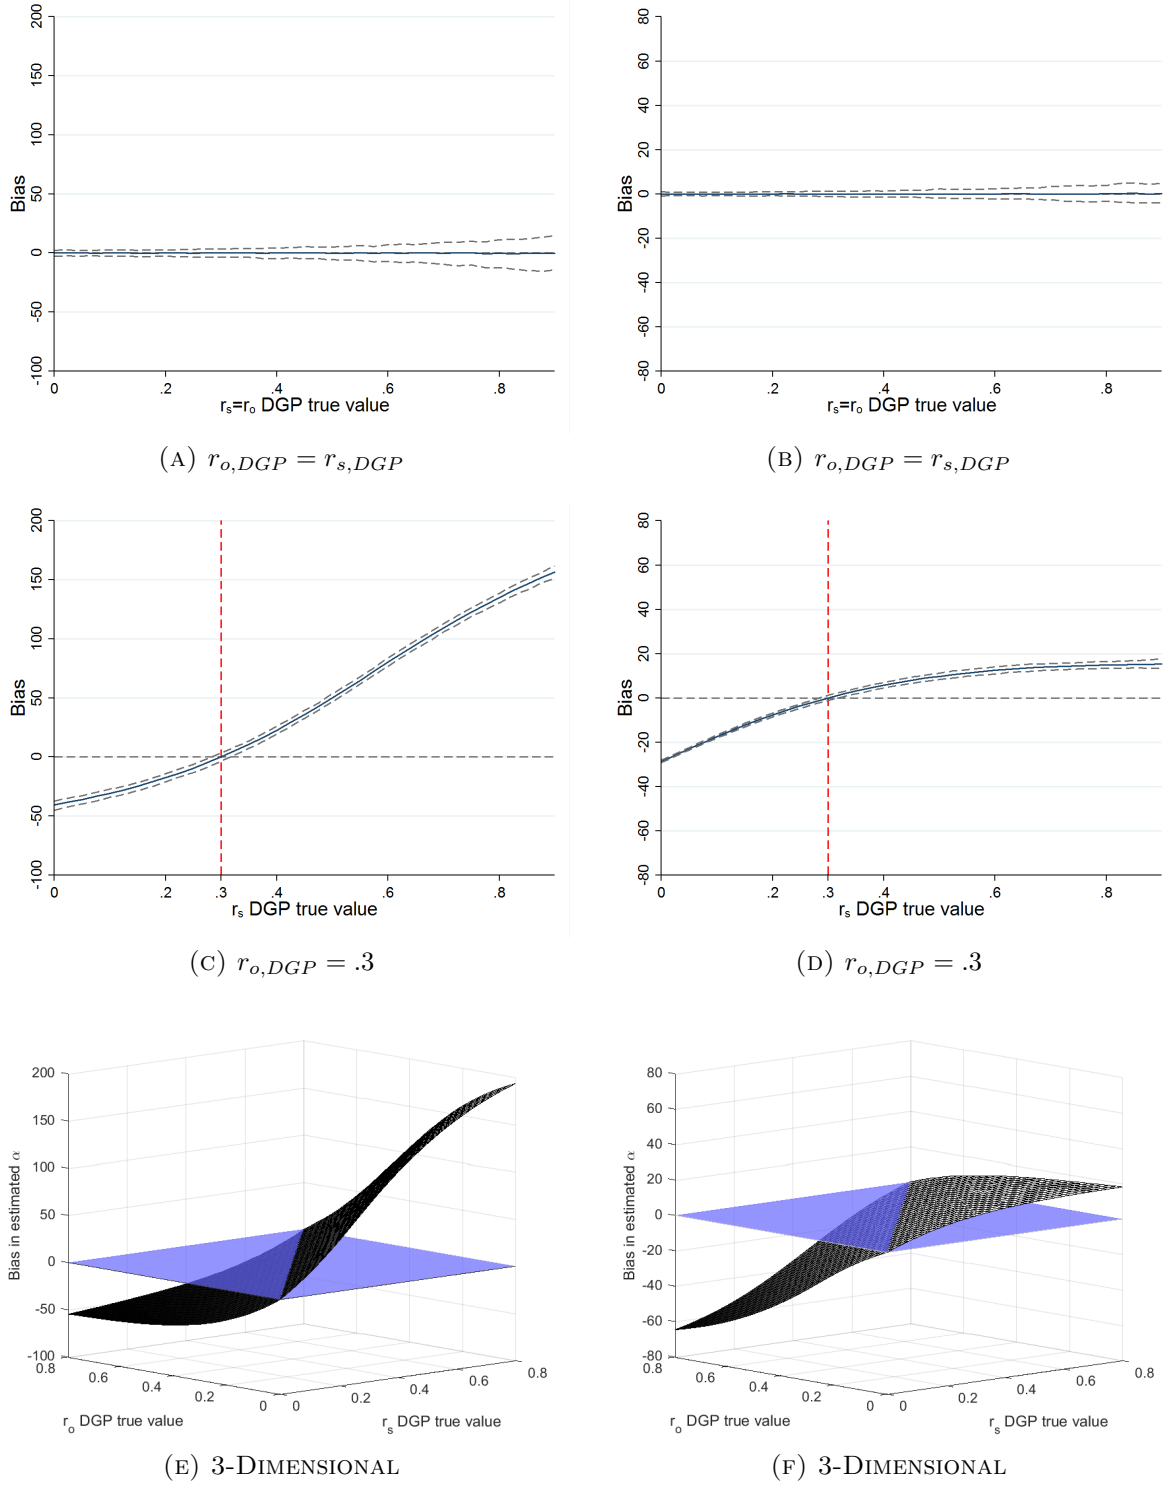 200
150
100
50
0
-50
-100
Bias
0 .2 .4 .6 .8
rₛ=rₒ DGP true value
(A) r_{o,DGP} = r_{s,DGP}
80
60
40
20
0
-20
-40
-60
-80
Bias
0 .2 .4 .6 .8
rₛ=rₒ DGP true value
(B) r_{o,DGP} = r_{s,DGP}
200
150
100
50
0
-50
-100
Bias
0 .2 .3 .4 .6 .8
rₛ DGP true value
(C) r_{o,DGP} = .3
80
60
40
20
0
-20
-40
-60
-80
Bias
0 .2 .3 .4 .6 .8
rₛ DGP true value
(D) r_{o,DGP} = .3
200
150
100
50
0
-50
-100
Bias in estimated α
0.8 0.6 0.4 0.2 0
0 0.2 0.4 0.6 0.8
rₒ DGP true value
rₛ DGP true value
(E) 3-DIMENSIONAL
80
60
40
20
0
-20
-40
-60
-80
Bias in estimated α
0.8 0.6 0.4 0.2 0
0 0.2 0.4 0.6 0.8
rₒ DGP true value
rₛ DGP true value
(F) 3-DIMENSIONAL